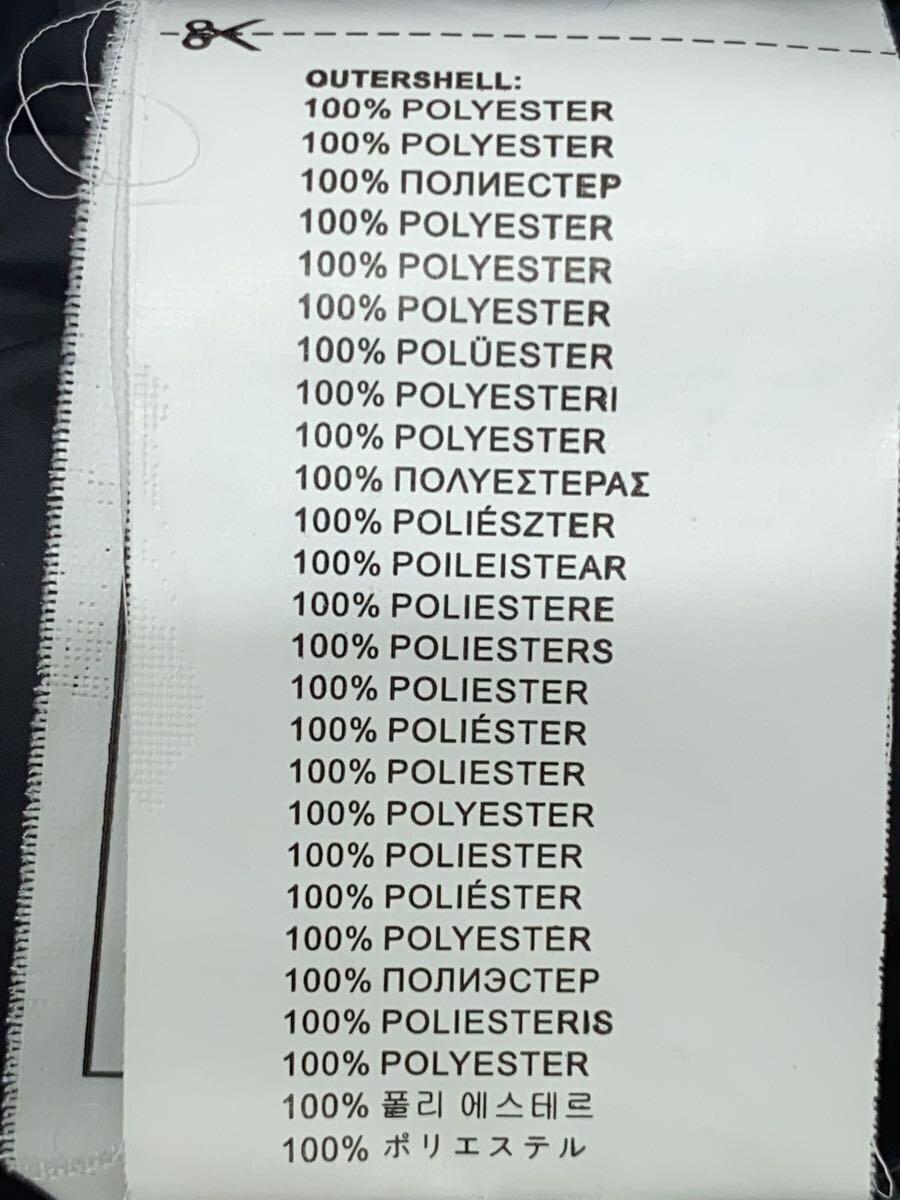 OUTERSHELL:
100% POLYESTER
100% POLYESTER
100% ПОЛИЕСТЕР
100% POLYESTER
100% POLYESTER
100% POLYESTER
100% POLÜESTER
100% POLYESTERI
100% POLYESTER
100% ΠΟΛΥΕΣΤΕΡΑΣ
100% POLIÉSZTER
100% POILEISTEAR
100% POLIESTERE
100% POLIESTERS
100% POLIESTER
100% POLIÉSTER
100% POLIESTER
100% POLYESTER
100% POLIESTER
100% POLIÉSTER
100% POLYESTER
100% ПОЛИЭСТЕР
100% POLIESTERIS
100% POLYESTER
100% 폴리 에스테르
100% ポリエステル